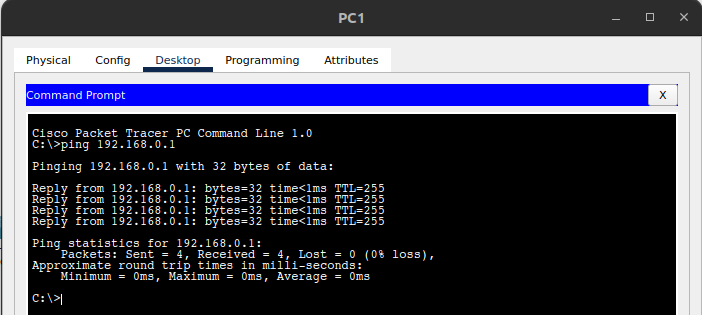 PC1
Physical Config Desktop Programming Attributes
Command Prompt X
Cisco Packet Tracer PC Command Line 1.0
C:\>ping 192.168.0.1
Pinging 192.168.0.1 with 32 bytes of data:
Reply from 192.168.0.1: bytes=32 time<1ms TTL=255
Reply from 192.168.0.1: bytes=32 time<1ms TTL=255
Reply from 192.168.0.1: bytes=32 time<1ms TTL=255
Reply from 192.168.0.1: bytes=32 time<1ms TTL=255
Ping statistics for 192.168.0.1:
Packets: Sent = 4, Received = 4, Lost = 0 (0% loss),
Approximate round trip times in milli-seconds:
Minimum = 0ms, Maximum = 0ms, Average = 0ms
C:\>